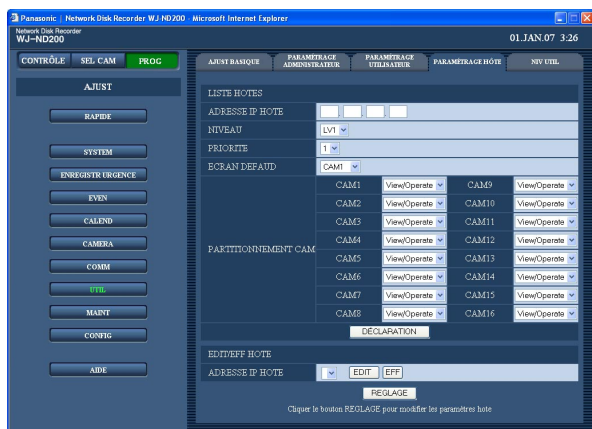 Panasonic | Network Disk Recorder WJ-ND200 - Microsoft Internet Explorer
Network Disk Recorder
WJ-ND200
01.JAN.07 3:26
CONTRÔLE SEL CAM PROG
AJUST BASIQUE PARAMÉTRAGE ADMINISTRATEUR PARAMÉTRAGE UTILISATEUR PARAMÉTRAGE HÔTE NIV UTIL
AJUST
RAPIDE
SYSTEM
ENREGISTR URGENCE
EVEN
CALEND
CAMERA
COMM
UTIL
MAINT
CONFIG
AIDE
LISTE HOTES
ADRESSE IP HOTE
NIVEAU LV1
PRIORITE 1
ECRAN DEFAUD CAM1
PARTITIONNEMENT CAM
CAM1 View/Operate CAM9 View/Operate
CAM2 View/Operate CAM10 View/Operate
CAM3 View/Operate CAM11 View/Operate
CAM4 View/Operate CAM12 View/Operate
CAM5 View/Operate CAM13 View/Operate
CAM6 View/Operate CAM14 View/Operate
CAM7 View/Operate CAM15 View/Operate
CAM8 View/Operate CAM16 View/Operate
DÉCLARATION
EDIT/EFF HOTE
ADRESSE IP HOTE EDIT EFF
REGLAGE
Cliquer le bouton REGLAGE pour modifier les paramètres hote